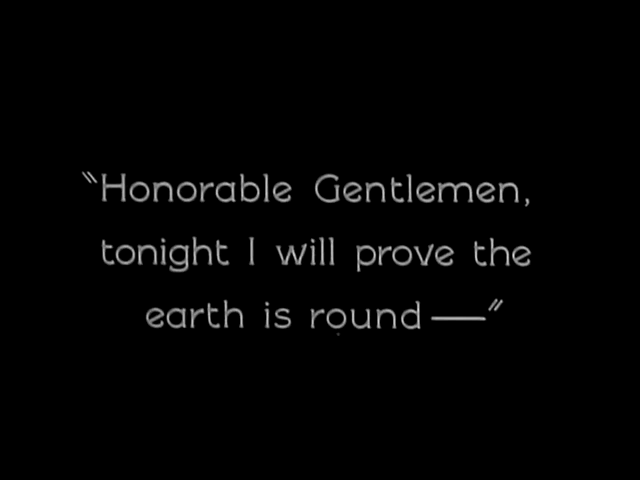 "Honorable Gentlemen,
tonight I will prove the
earth is round —"